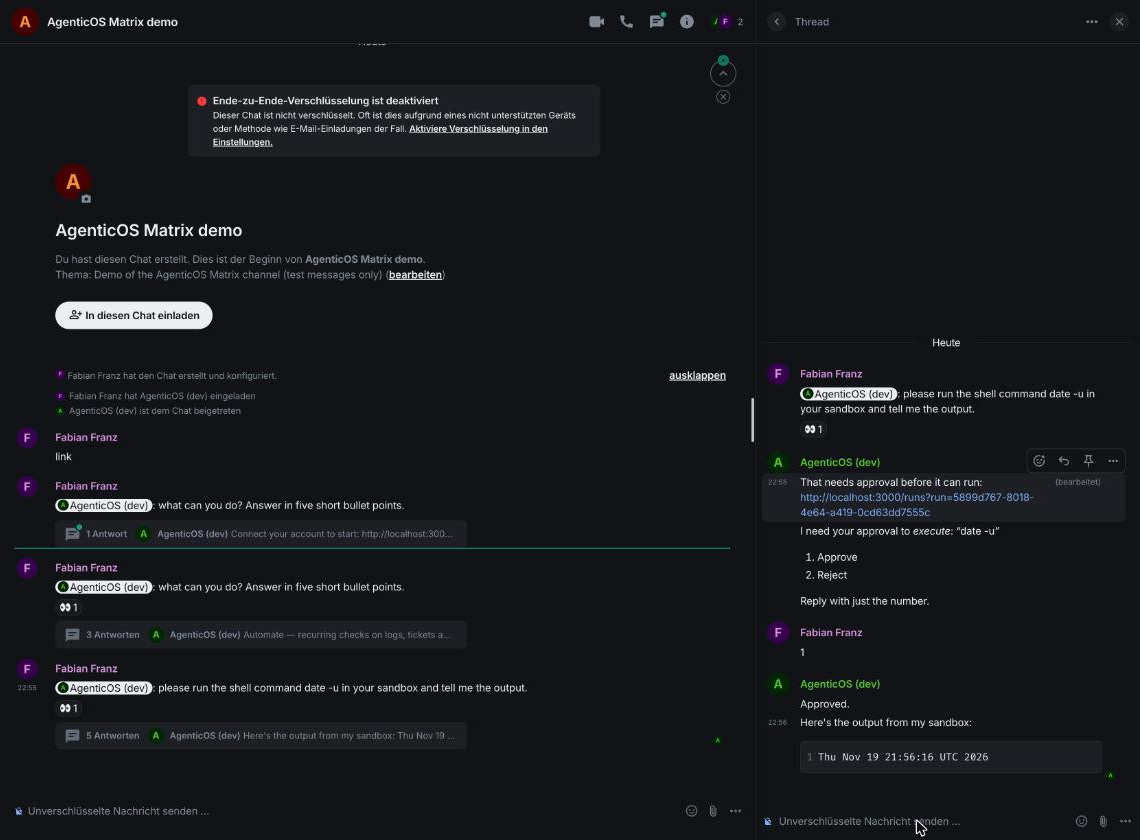 A AgenticOS Matrix demo
F 2
Heute
Ende-zu-Ende-Verschlüsselung ist deaktiviert
Dieser Chat ist nicht verschlüsselt. Oft ist dies aufgrund eines nicht unterstützten Geräts
oder Methode wie E-Mail-Einladungen der Fall. Aktiviere Verschlüsselung in den
Einstellungen.
A
AgenticOS Matrix demo
Du hast diesen Chat erstellt. Dies ist der Beginn von AgenticOS Matrix demo.
Thema: Demo of the AgenticOS Matrix channel (test messages only) (bearbeiten)
In diesen Chat einladen
F Fabian Franz hat den Chat erstellt und konfiguriert. ausklappen
F Fabian Franz hat AgenticOS (dev) eingeladen
A AgenticOS (dev) ist dem Chat beigetreten
F Fabian Franz
link
F Fabian Franz
A AgenticOS (dev) : what can you do? Answer in five short bullet points.
1 Antwort A AgenticOS (dev) Connect your account to start: http://localhost:300...
F Fabian Franz
A AgenticOS (dev) : what can you do? Answer in five short bullet points.
👀 1
3 Antworten A AgenticOS (dev) Automate — recurring checks on logs, tickets a...
F Fabian Franz
22:55 A AgenticOS (dev) : please run the shell command date -u in your sandbox and tell me the output.
👀 1
5 Antworten A AgenticOS (dev) Here's the output from my sandbox: Thu Nov 19 ...
A
Unverschlüsselte Nachricht senden ...
Thread
Heute
F Fabian Franz
A AgenticOS (dev) : please run the shell command date -u in
your sandbox and tell me the output.
👀 1
A AgenticOS (dev)
22:55 That needs approval before it can run: (bearbeitet)
http://localhost:3000/runs?run=5899d767-8018-
4e64-a419-0cd63dd7555c
I need your approval to execute: “date -u”
1. Approve
2. Reject
Reply with just the number.
F Fabian Franz
1
A AgenticOS (dev)
Approved.
22:56 Here's the output from my sandbox:
1 Thu Nov 19 21:56:16 UTC 2026
A
Unverschlüsselte Nachricht senden ...